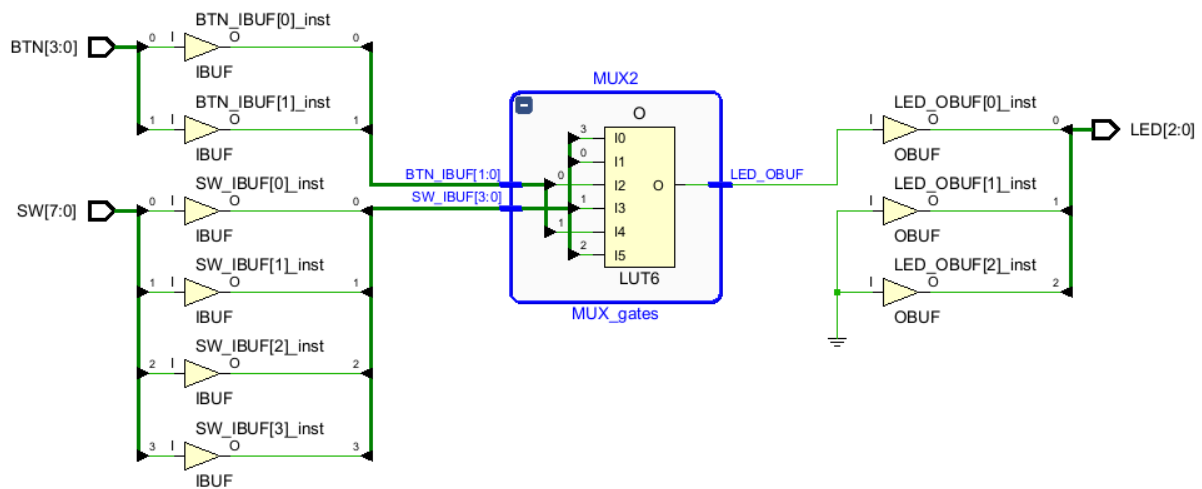 BTN[3:0]
BTN_IBUF[0]_inst
0 I O 0
IBUF
BTN_IBUF[1]_inst
1 I O 1
IBUF
SW[7:0]
SW_IBUF[0]_inst
0 I O 0
IBUF
SW_IBUF[1]_inst
1 I O 1
IBUF
SW_IBUF[2]_inst
2 I O 2
IBUF
SW_IBUF[3]_inst
3 I O 3
IBUF
MUX2
O
3 I0
0 I1
BTN_IBUF[1:0] 0 I2 O LED_OBUF
SW_IBUF[3:0] 1 I3
1 I4
2 I5
LUT6
MUX_gates
LED_OBUF[0]_inst
I O 0
OBUF
LED[2:0]
LED_OBUF[1]_inst
I O 1
OBUF
LED_OBUF[2]_inst
I O 2
OBUF